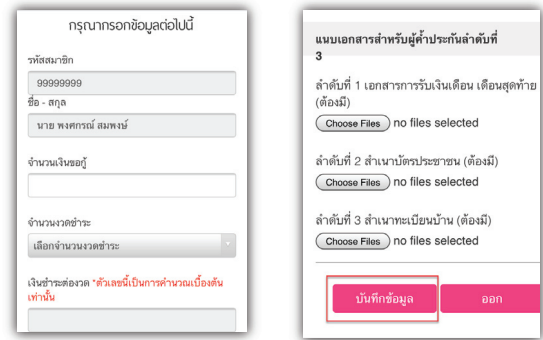 กรุณากรอกข้อมูลต่อไปนี้
รหัสสมาชิก
99999999
ชื่อ - สกุล
นาย พงศกรณ์ สมพงษ์
จำนวนเงินขอกู้
จำนวนงวดชำระ
เลือกจำนวนงวดชำระ
เงินชำระต่องวด *ตัวเลขนี้เป็นการคำนวณเบื้องต้น
เท่านั้น
แนบเอกสารสำหรับผู้ค้ำประกันลำดับที่
3
ลำดับที่ 1 เอกสารการรับเงินเดือน เดือนสุดท้าย
(ต้องมี)
Choose Files no files selected
ลำดับที่ 2 สำเนาบัตรประชาชน (ต้องมี)
Choose Files no files selected
ลำดับที่ 3 สำเนาทะเบียนบ้าน (ต้องมี)
Choose Files no files selected
บันทึกข้อมูล ออก